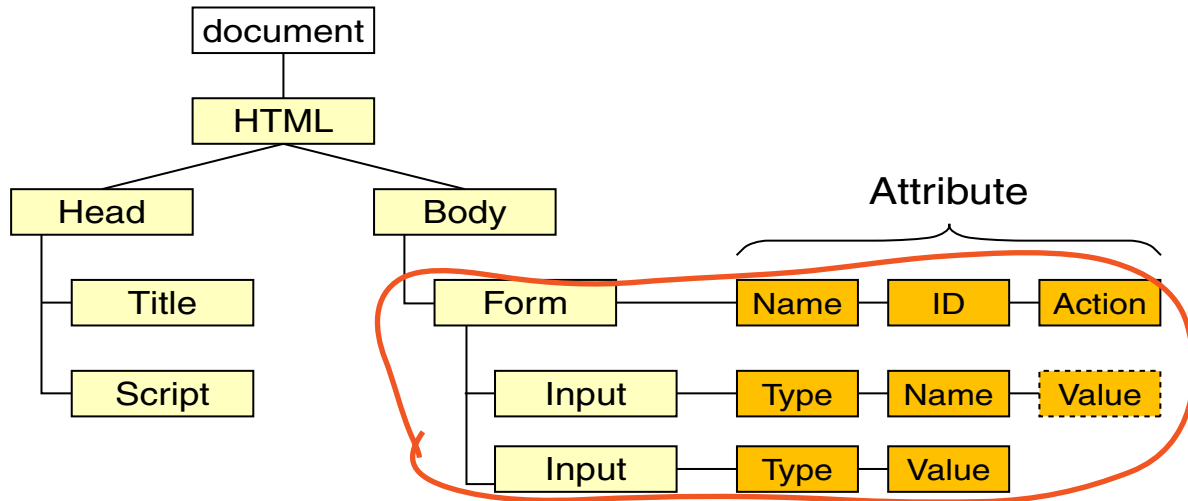 document
HTML
Head Body Attribute
Title Form Name ID Action
Script Input Type Name Value
Input Type Value